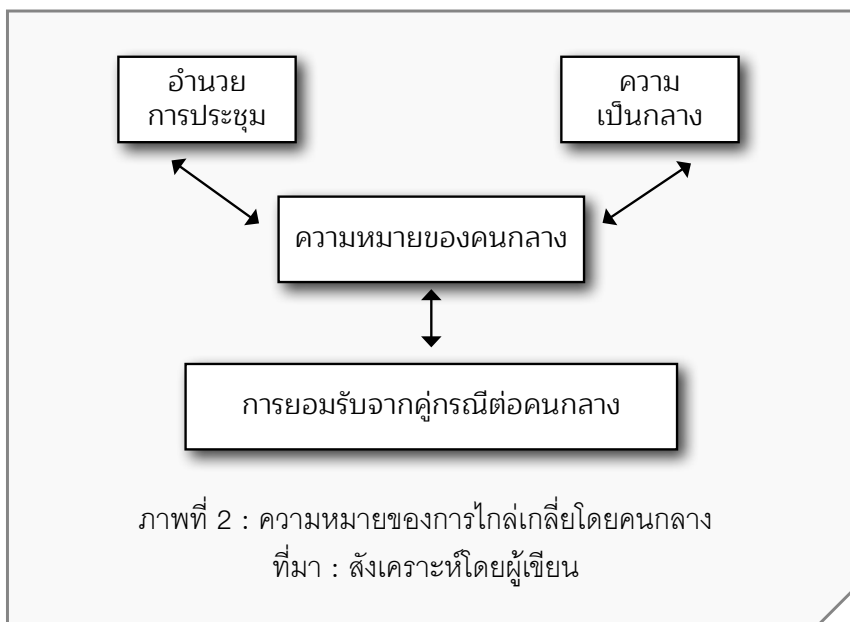 อำนวย
การประชุม
ความ
เป็นกลาง
ความหมายของคนกลาง
การยอมรับจากคู่กรณีต่อคนกลาง
ภาพที่ 2 : ความหมายของการไกล่เกลี่ยโดยคนกลาง
ที่มา : สังเคราะห์โดยผู้เขียน